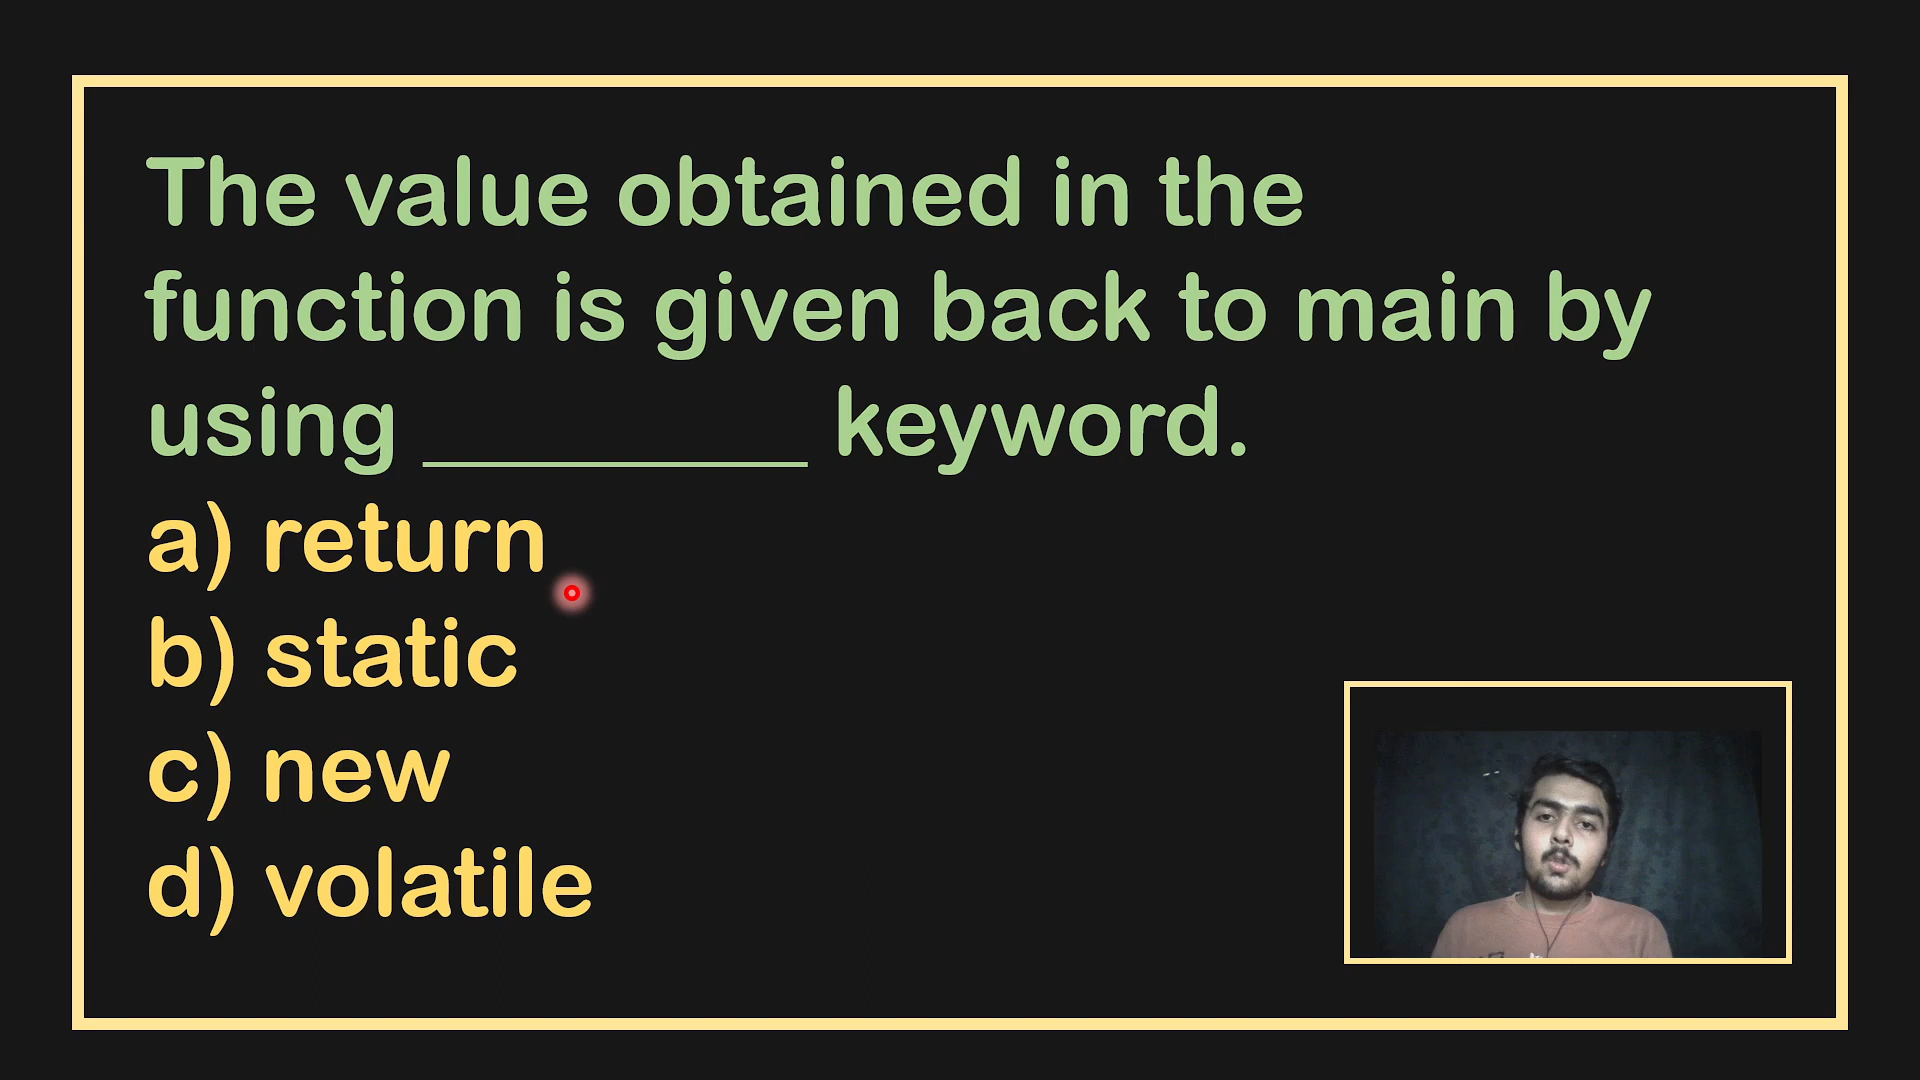 The value obtained in the
function is given back to main by
using ________ keyword.
a) return
b) static
c) new
d) volatile